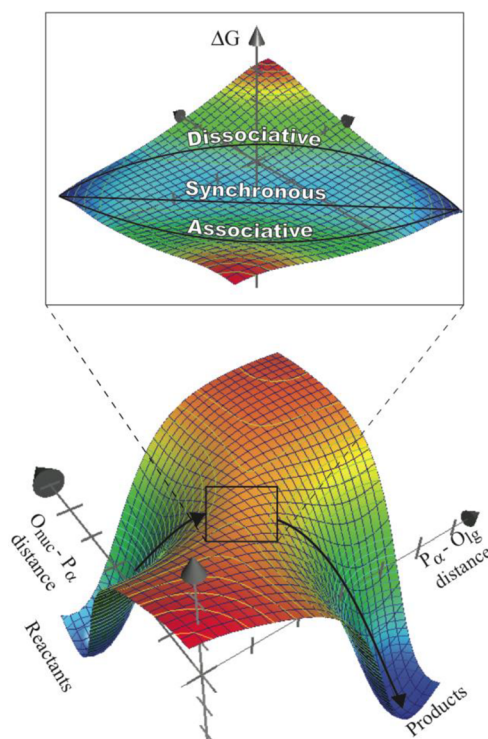 ΔG
Dissociative
Synchronous
Associative
Onuc- Pα
distance
Pα- Olg
distance
Reactants
Products